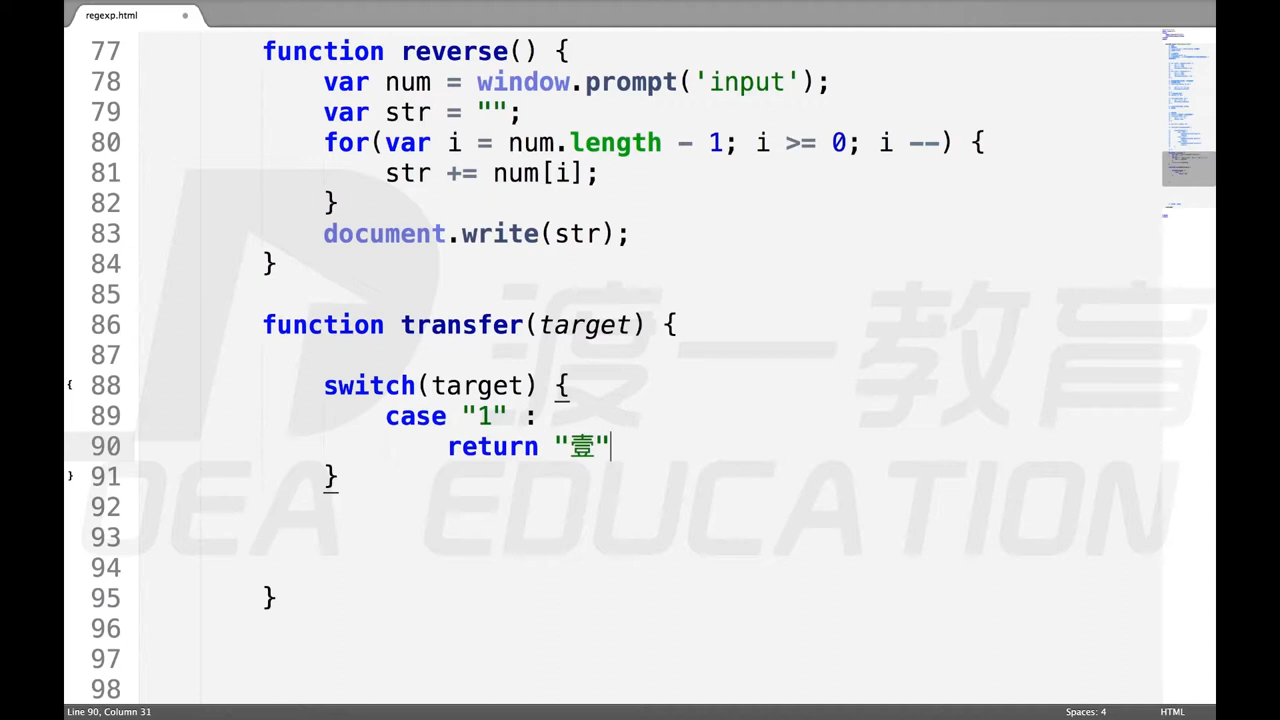 regexp.html
77 function reverse() {
78 var num = window.prompt('input');
79 var str = "";
80 for(var i = num.length - 1; i >= 0; i --) {
81 str += num[i];
82 }
83 document.write(str);
84 }
85
86 function transfer(target) {
87
{ 88 switch(target) {
89 case "1" :
90 return "壹"
} 91 }
92
93
94
95 }
96
97
98
渡一教育
DEA EDUCATION
Line 90, Column 31
Spaces: 4
HTML